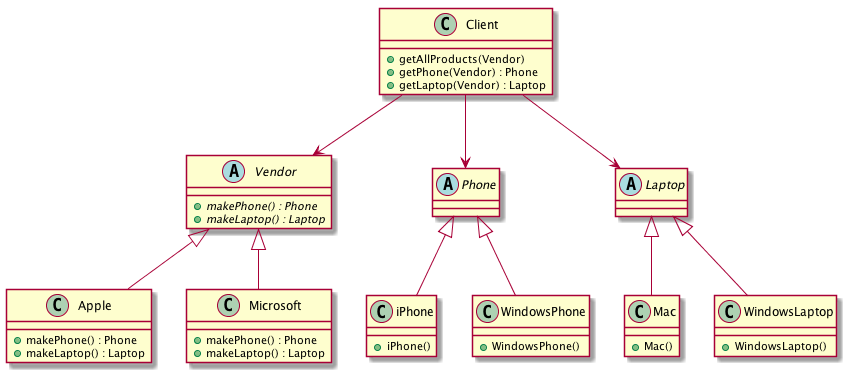 C Client
getAllProducts(Vendor)
getPhone(Vendor) : Phone
getLaptop(Vendor) : Laptop
A Vendor
makePhone() : Phone
makeLaptop() : Laptop
A Phone
A Laptop
C Apple
makePhone() : Phone
makeLaptop() : Laptop
C Microsoft
makePhone() : Phone
makeLaptop() : Laptop
C iPhone
iPhone()
C WindowsPhone
WindowsPhone()
C Mac
Mac()
C WindowsLaptop
WindowsLaptop()